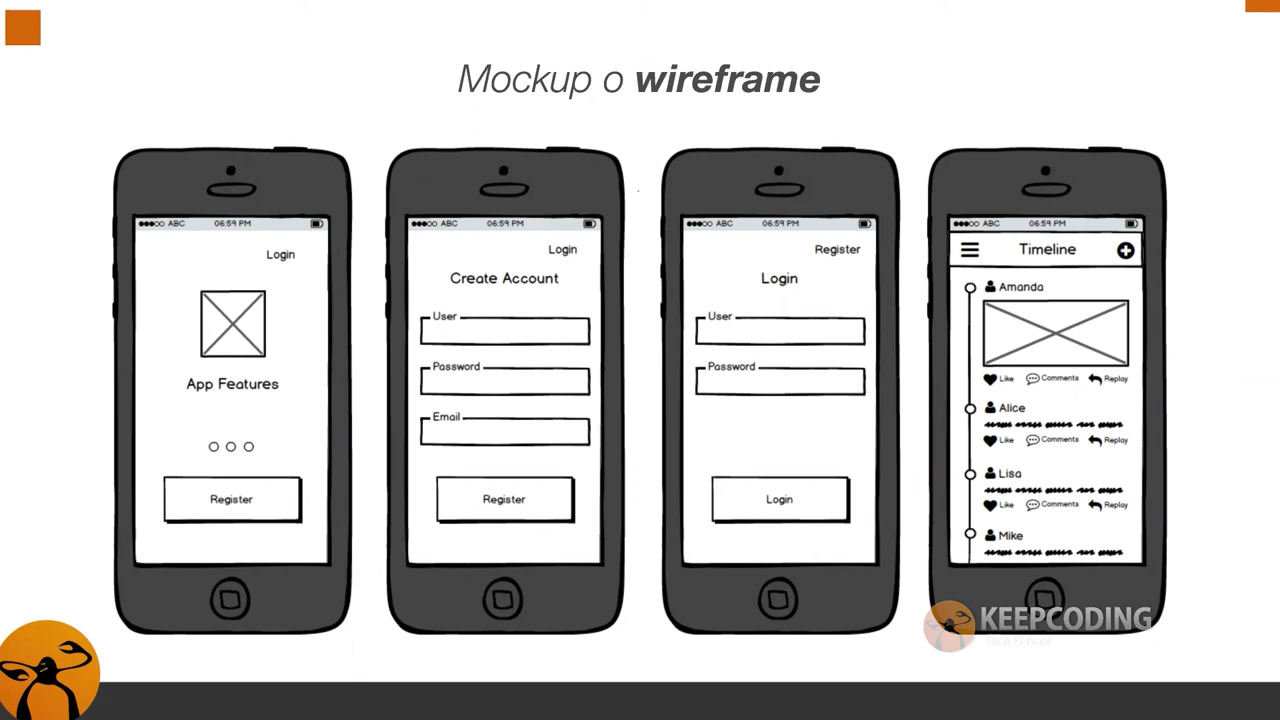 Mockup o wireframe
ABC 06:59 PM
Login
App Features
Register
ABC 06:59 PM
Login
Create Account
User
Password
Email
Register
ABC 06:59 PM
Register
Login
User
Password
Login
ABC 06:59 PM
Timeline
Amanda
Like Comments Replay
Alice
Like Comments Replay
Lisa
Like Comments Replay
Mike
KEEPCODING
Tech School